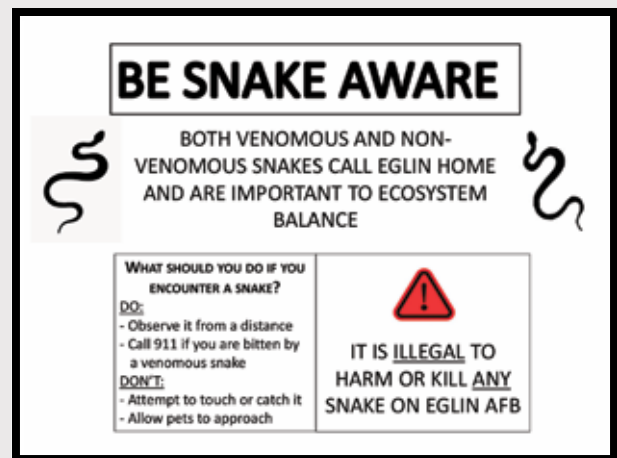 BE SNAKE AWARE
BOTH VENOMOUS AND NON-
VENOMOUS SNAKES CALL EGLIN HOME
AND ARE IMPORTANT TO ECOSYSTEM
BALANCE
WHAT SHOULD YOU DO IF YOU
ENCOUNTER A SNAKE?
DO:
- Observe it from a distance
- Call 911 if you are bitten by
a venomous snake
DON'T:
- Attempt to touch or catch it
- Allow pets to approach
!
IT IS ILLEGAL TO
HARM OR KILL ANY
SNAKE ON EGLIN AFB